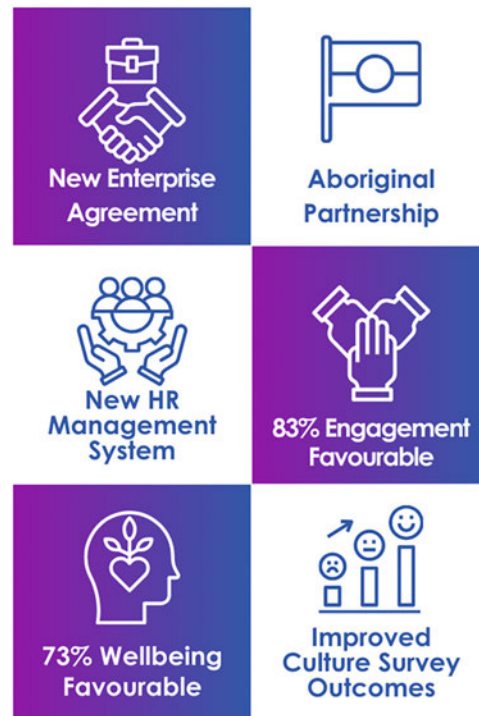 New Enterprise
Agreement
Aboriginal
Partnership
New HR
Management
System
83% Engagement
Favourable
73% Wellbeing
Favourable
Improved
Culture Survey
Outcomes